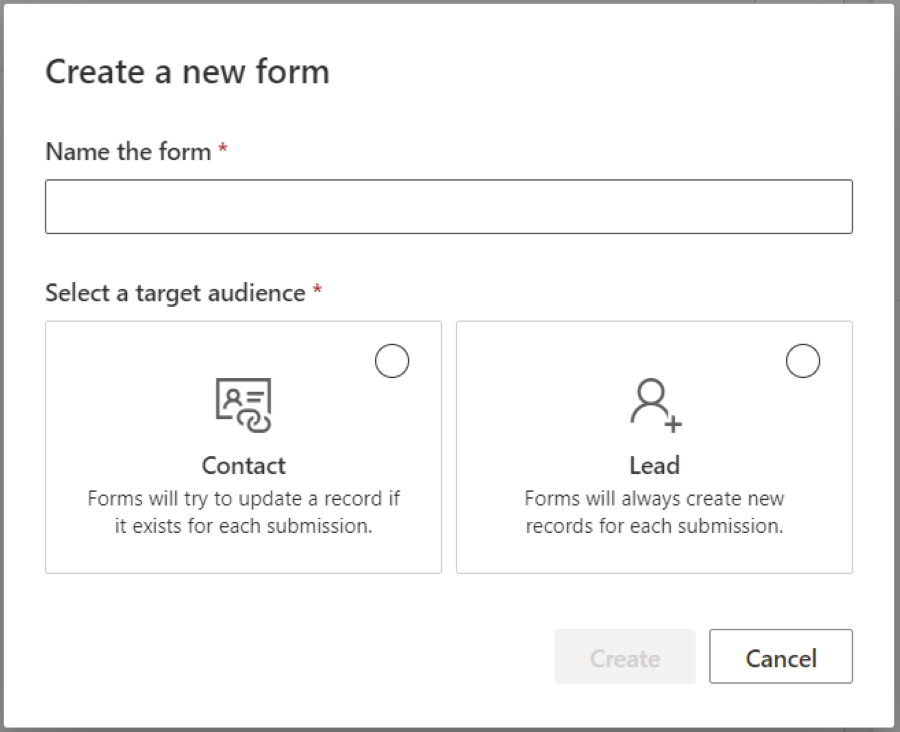 Create a new form
Name the form *
Select a target audience *
Contact
Forms will try to update a record if
it exists for each submission.
Lead
Forms will always create new
records for each submission.
Create
Cancel